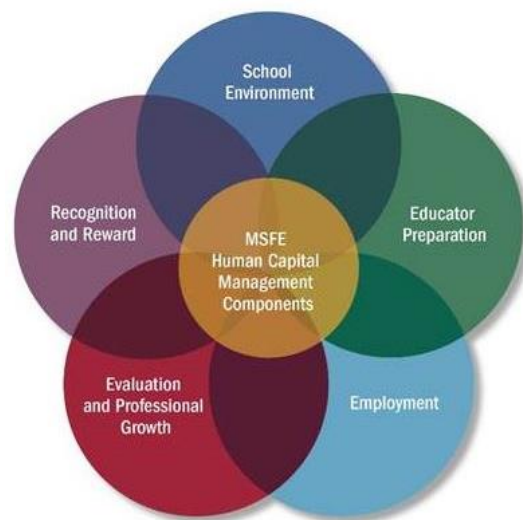 School
Environment
Recognition
and Reward
Educator
Preparation
MSFE
Human Capital
Management
Components
Evaluation
and Professional
Growth
Employment